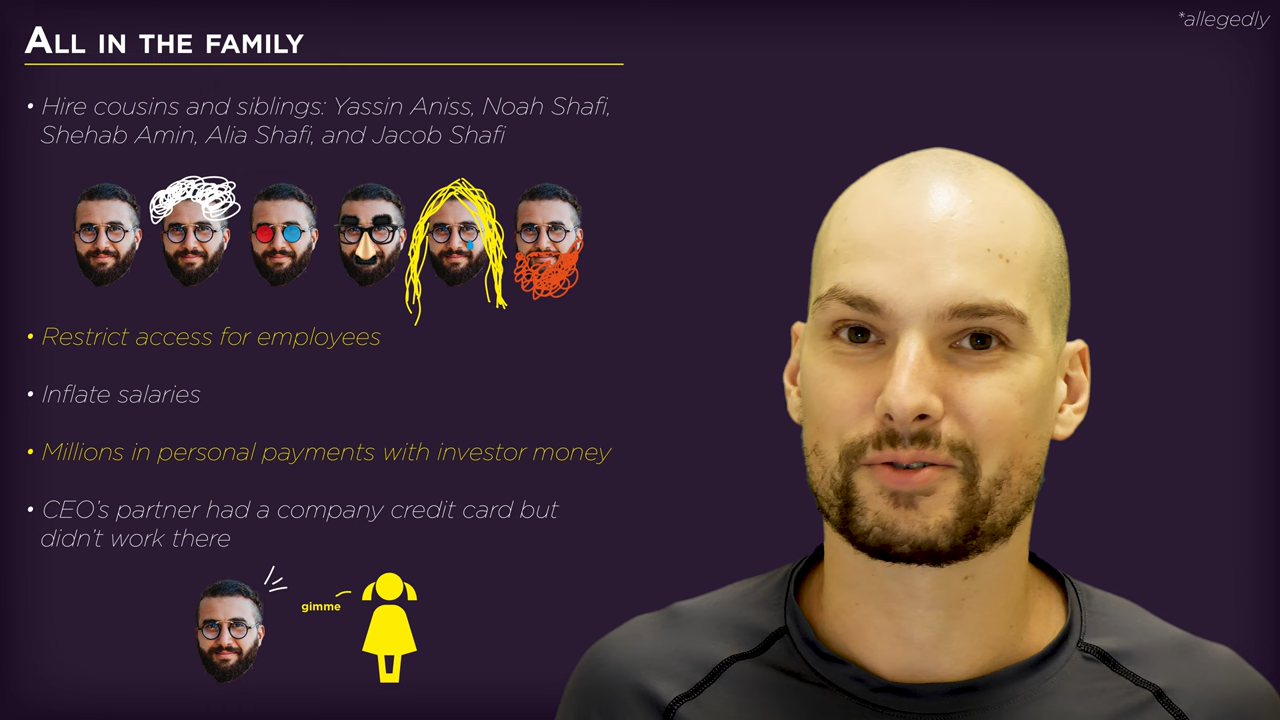 *allegedly
ALL IN THE FAMILY
• Hire cousins and siblings: Yassin Aniss, Noah Shafi,
Shehab Amin, Alia Shafi, and Jacob Shafi
• Restrict access for employees
• Inflate salaries
• Millions in personal payments with investor money
• CEO's partner had a company credit card but
didn't work there
gimme